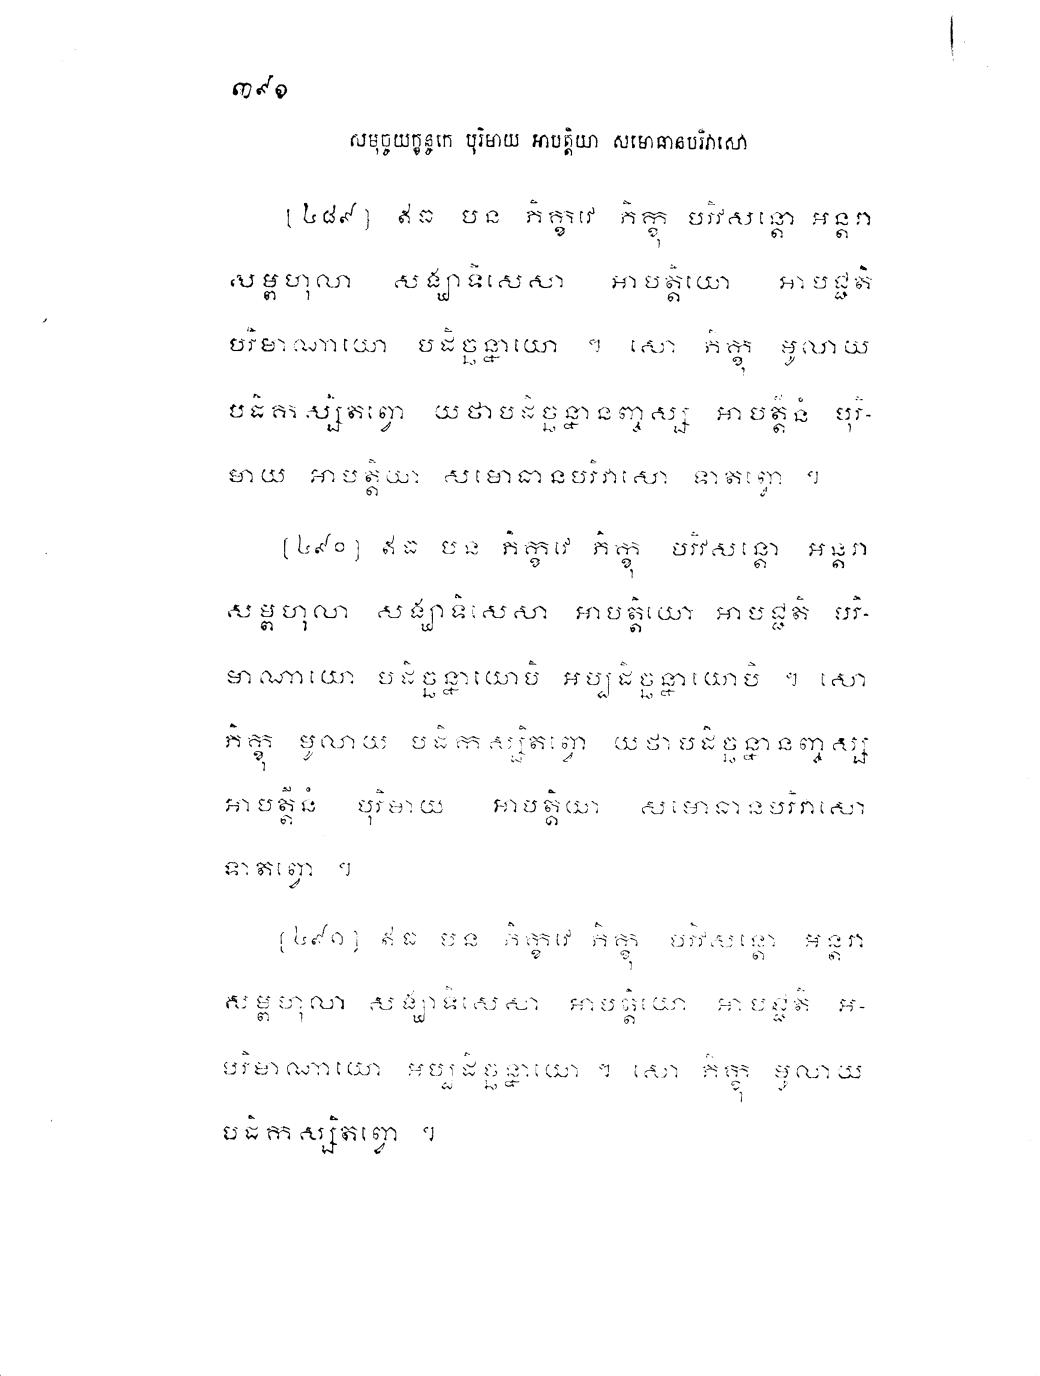 ៣៩១
សមុច្ចយក្ខន្ធកេ បុរិមាយ អាបត្តិយា សមោធានបរិវាសោ
[៤៨៩] ឥធ បន ភិក្ខវេ ភិក្ខុ បរិវសន្តោ អន្តរា
សម្ពហុលា សង្ឃាទិសេសា អាបត្តិយោ អាបជ្ជតិ
បរិមាណាយោ បដិច្ឆន្នាយោ ។ សោ ភិក្ខុ មូលាយ
បដិកស្សិតព្វោ យថាបដិច្ឆន្នានញ្ចស្ស អាបត្តីនំ បុរិ-
មាយ អាបត្តិយា សមោធានបរិវាសោ ទាតព្វោ ។
[៤៩០] ឥធ បន ភិក្ខវេ ភិក្ខុ បរិវសន្តោ អន្តរា
សម្ពហុលា សង្ឃាទិសេសា អាបត្តិយោ អាបជ្ជតិ បរិ-
មាណាយោ បដិច្ឆន្នាយោបិ អប្បដិច្ឆន្នាយោបិ ។ សោ
ភិក្ខុ មូលាយ បដិកស្សិតព្វោ យថាបដិច្ឆន្នានញ្ចស្ស
អាបត្តីនំ បុរិមាយ អាបត្តិយា សមោធានបរិវាសោ
ទាតព្វោ ។
[៤៩១] ឥធ បន ភិក្ខវេ ភិក្ខុ បរិវសន្តោ អន្តរា
សម្ពហុលា សង្ឃាទិសេសា អាបត្តិយោ អាបជ្ជតិ អ-
បរិមាណាយោ អប្បដិច្ឆន្នាយោ ។ សោ ភិក្ខុ មូលាយ
បដិកស្សិតព្វោ ។